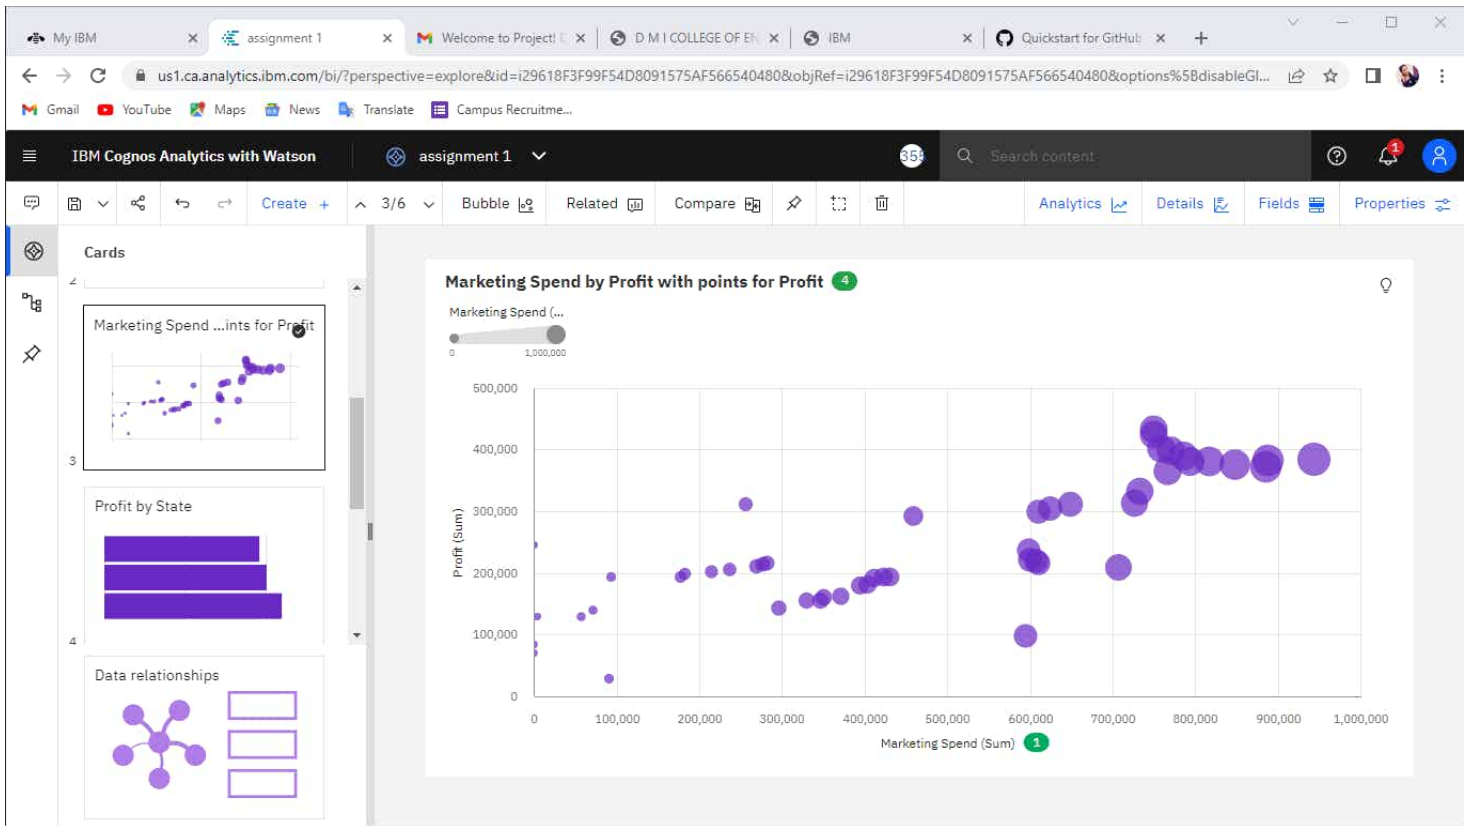 My IBM
assignment 1
Welcome to Project!
D M I COLLEGE OF EN
IBM
Quickstart for GitHub
us1.ca.analytics.ibm.com/bi/?perspective=explore&id=i29618F3F99F54D8091575AF566540480&objRef=i29618F3F99F54D8091575AF566540480&options%5BdisableGl...
Gmail YouTube Maps News Translate Campus Recruitme...
IBM Cognos Analytics with Watson
assignment 1
Search content
1
Create +
3/6
Bubble
Related
Compare
Analytics
Details
Fields
Properties
Cards
2
Marketing Spend ...ints for Profit
3
Profit by State
4
Data relationships
Marketing Spend by Profit with points for Profit 4
Marketing Spend (...
0 1,000,000
Profit (Sum)
500,000
400,000
300,000
200,000
100,000
0
0 100,000 200,000 300,000 400,000 500,000 600,000 700,000 800,000 900,000 1,000,000
Marketing Spend (Sum) 1